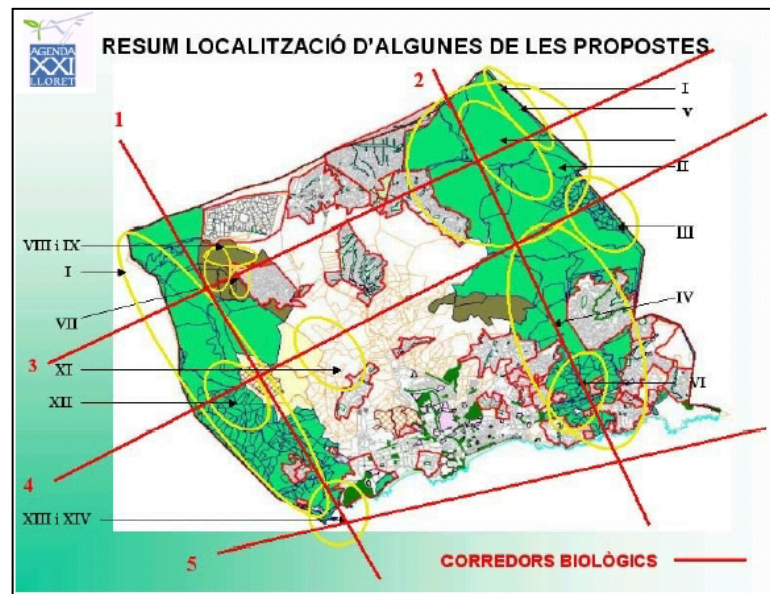 AGENDA
XXI
LLORET
RESUM LOCALITZACIÓ D'ALGUNES DE LES PROPOSTES
2
I
v
1
II
III
VIII i IX
I
IV
VII
3
XI
VI
XII
4
XIII i XIV
5
CORREDORS BIOLÒGICS